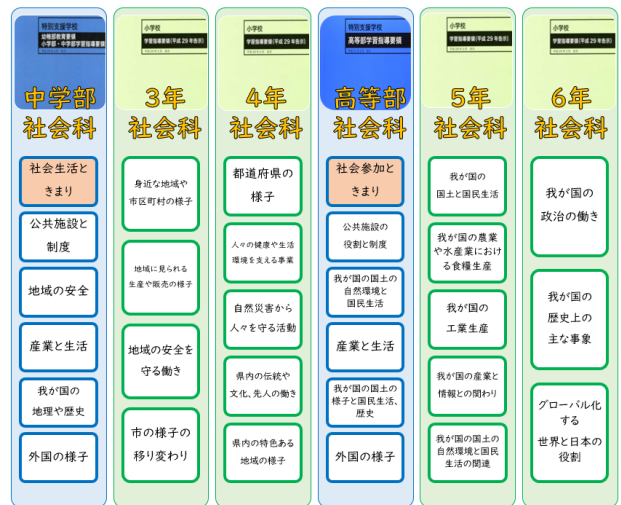 特別支援学校
幼稚部教育要領
小学部・中学部学習指導要領
中学部
社会科
社会生活と
きまり
公共施設と
制度
地域の安全
産業と生活
我が国の
地理や歴史
外国の様子
小学校
学習指導要領(平成29年告示)
3年
社会科
身近な地域や
市区町村の様子
地域に見られる
生産や販売の様子
地域の安全を
守る働き
市の様子の
移り変わり
小学校
学習指導要領(平成29年告示)
4年
社会科
都道府県の
様子
人々の健康や生活
環境を支える事業
自然災害から
人々を守る活動
県内の伝統や
文化、先人の働き
県内の特色ある
地域の様子
特別支援学校
高等部学習指導要領
高等部
社会科
社会参加と
きまり
公共施設の
役割と制度
我が国の国土の
自然環境と
国民生活
産業と生活
我が国の国土の
様子と国民生活、
歴史
外国の様子
小学校
学習指導要領(平成29年告示)
5年
社会科
我が国の
国土と国民生活
我が国の農業
や水産業におけ
る食糧生産
我が国の
工業生産
我が国の産業と
情報との関わり
我が国の国土の
自然環境と国民
生活の関連
小学校
学習指導要領(平成29年告示)
6年
社会科
我が国の
政治の働き
我が国の
歴史上の
主な事象
グローバル化
する
世界と日本の
役割